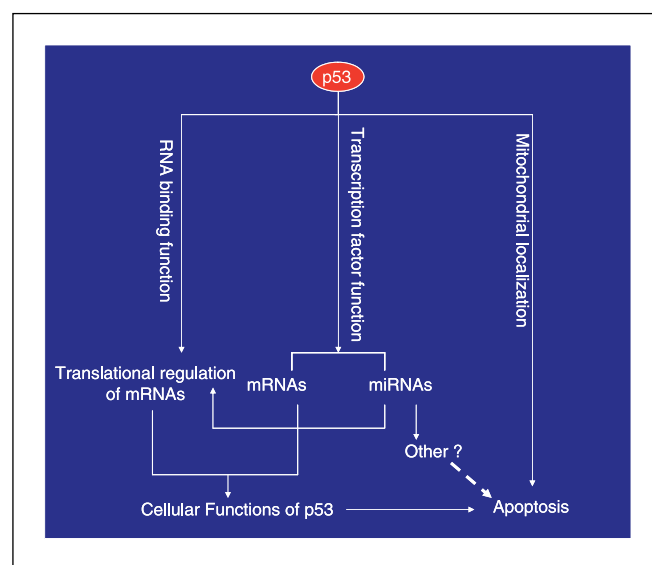 p53
RNA binding function
Transcription factor function
Mitochondrial localization
Translational regulation
of mRNAs
mRNAs
miRNAs
Other ?
Cellular Functions of p53
Apoptosis